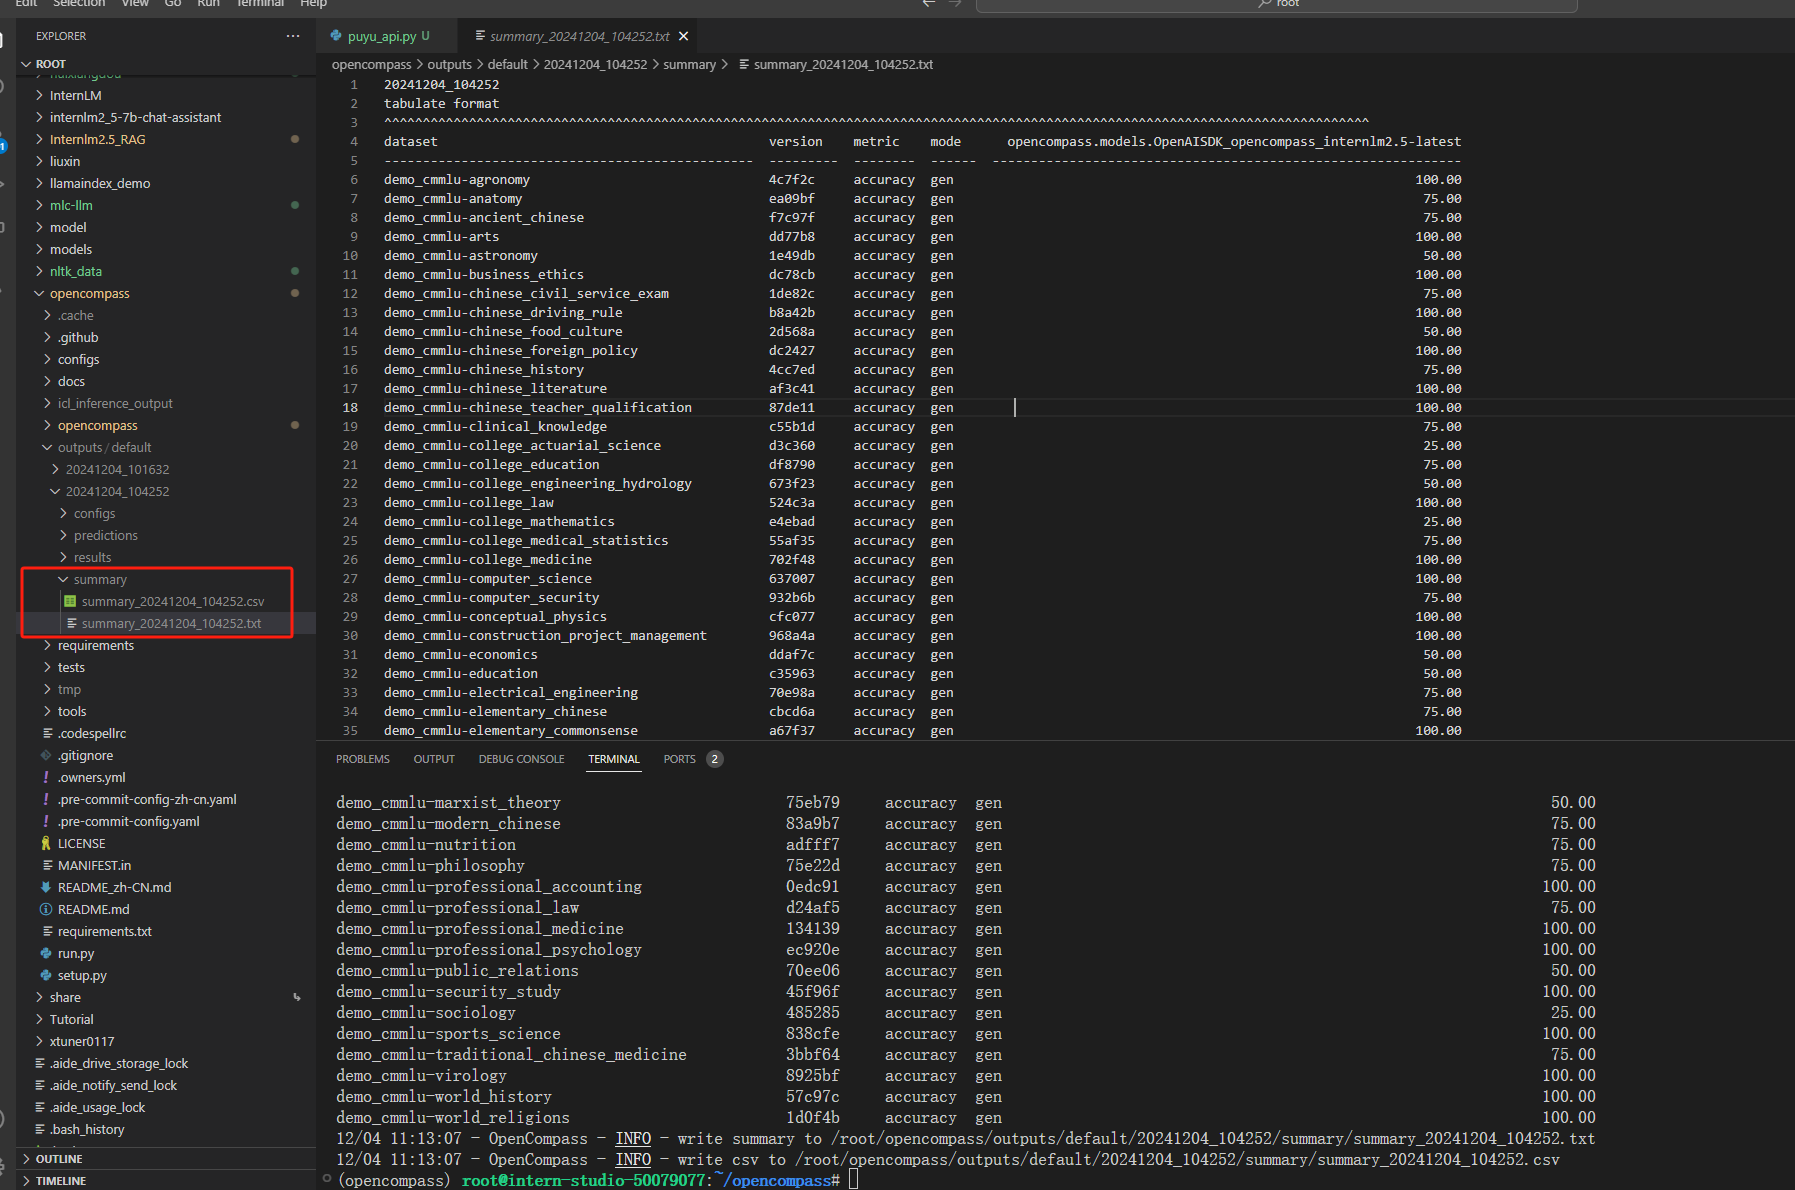 Edit Selection View Go Run Terminal Help
root
EXPLORER
ROOT
huixiangdou
InternLM
internlm2_5-7b-chat-assistant
Internlm2.5_RAG
liuxin
llamaindex_demo
mlc-llm
model
models
nltk_data
opencompass
.cache
.github
configs
docs
icl_inference_output
opencompass
outputs / default
20241204_101632
20241204_104252
configs
predictions
results
summary
summary_20241204_104252.csv
summary_20241204_104252.txt
requirements
tests
tmp
tools
.codespellrc
.gitignore
.owners.yml
.pre-commit-config-zh-cn.yaml
.pre-commit-config.yaml
LICENSE
MANIFEST.in
README_zh-CN.md
README.md
requirements.txt
run.py
setup.py
share
Tutorial
xtuner0117
.aide_drive_storage_lock
.aide_notify_send_lock
.aide_usage_lock
.bash_history
OUTLINE
TIMELINE
puyu_api.py U summary_20241204_104252.txt
opencompass > outputs > default > 20241204_104252 > summary > summary_20241204_104252.txt
1 20241204_104252
2 tabulate format
3 ^^^^^^^^^^^^^^^^^^^^^^^^^^^^^^^^^^^^^^^^^^^^^^^^^^^^^^^^^^^^^^^^^^^^^^^^^^^^^^^^^^^^^^^^^^^^^^^^^^^^^^^^^^^^^^^^^^^^^^^^^^^^^^^^
4 dataset version metric mode opencompass.models.OpenAISDK_opencompass_internlm2.5-latest
5 ------------------------------------------------ --------- -------- ------ -------------------------------------------------------------
6 demo_cmmlu-agronomy 4c7f2c accuracy gen 100.00
7 demo_cmmlu-anatomy ea09bf accuracy gen 75.00
8 demo_cmmlu-ancient_chinese f7c97f accuracy gen 75.00
9 demo_cmmlu-arts dd77b8 accuracy gen 100.00
10 demo_cmmlu-astronomy 1e49db accuracy gen 50.00
11 demo_cmmlu-business_ethics dc78cb accuracy gen 100.00
12 demo_cmmlu-chinese_civil_service_exam 1de82c accuracy gen 75.00
13 demo_cmmlu-chinese_driving_rule b8a42b accuracy gen 100.00
14 demo_cmmlu-chinese_food_culture 2d568a accuracy gen 50.00
15 demo_cmmlu-chinese_foreign_policy dc2427 accuracy gen 100.00
16 demo_cmmlu-chinese_history 4cc7ed accuracy gen 75.00
17 demo_cmmlu-chinese_literature af3c41 accuracy gen 100.00
18 demo_cmmlu-chinese_teacher_qualification 87de11 accuracy gen 100.00
19 demo_cmmlu-clinical_knowledge c55b1d accuracy gen 75.00
20 demo_cmmlu-college_actuarial_science d3c360 accuracy gen 25.00
21 demo_cmmlu-college_education df8790 accuracy gen 75.00
22 demo_cmmlu-college_engineering_hydrology 673f23 accuracy gen 50.00
23 demo_cmmlu-college_law 524c3a accuracy gen 100.00
24 demo_cmmlu-college_mathematics e4ebad accuracy gen 25.00
25 demo_cmmlu-college_medical_statistics 55af35 accuracy gen 75.00
26 demo_cmmlu-college_medicine 702f48 accuracy gen 100.00
27 demo_cmmlu-computer_science 637007 accuracy gen 100.00
28 demo_cmmlu-computer_security 932b6b accuracy gen 75.00
29 demo_cmmlu-conceptual_physics cfc077 accuracy gen 100.00
30 demo_cmmlu-construction_project_management 968a4a accuracy gen 100.00
31 demo_cmmlu-economics ddaf7c accuracy gen 50.00
32 demo_cmmlu-education c35963 accuracy gen 50.00
33 demo_cmmlu-electrical_engineering 70e98a accuracy gen 75.00
34 demo_cmmlu-elementary_chinese cbcd6a accuracy gen 75.00
35 demo_cmmlu-elementary_commonsense a67f37 accuracy gen 100.00
PROBLEMS OUTPUT DEBUG CONSOLE TERMINAL PORTS 2
demo_cmmlu-marxist_theory 75eb79 accuracy gen 50.00
demo_cmmlu-modern_chinese 83a9b7 accuracy gen 75.00
demo_cmmlu-nutrition adfff7 accuracy gen 75.00
demo_cmmlu-philosophy 75e22d accuracy gen 75.00
demo_cmmlu-professional_accounting 0edc91 accuracy gen 100.00
demo_cmmlu-professional_law d24af5 accuracy gen 75.00
demo_cmmlu-professional_medicine 134139 accuracy gen 100.00
demo_cmmlu-professional_psychology ec920e accuracy gen 100.00
demo_cmmlu-public_relations 70ee06 accuracy gen 50.00
demo_cmmlu-security_study 45f96f accuracy gen 100.00
demo_cmmlu-sociology 485285 accuracy gen 25.00
demo_cmmlu-sports_science 838cfe accuracy gen 100.00
demo_cmmlu-traditional_chinese_medicine 3bbf64 accuracy gen 75.00
demo_cmmlu-virology 8925bf accuracy gen 100.00
demo_cmmlu-world_history 57c97c accuracy gen 100.00
demo_cmmlu-world_religions 1d0f4b accuracy gen 100.00
12/04 11:13:07 - OpenCompass - INFO - write summary to /root/opencompass/outputs/default/20241204_104252/summary/summary_20241204_104252.txt
12/04 11:13:07 - OpenCompass - INFO - write csv to /root/opencompass/outputs/default/20241204_104252/summary/summary_20241204_104252.csv
(opencompass) root@intern-studio-50079077:~/opencompass#